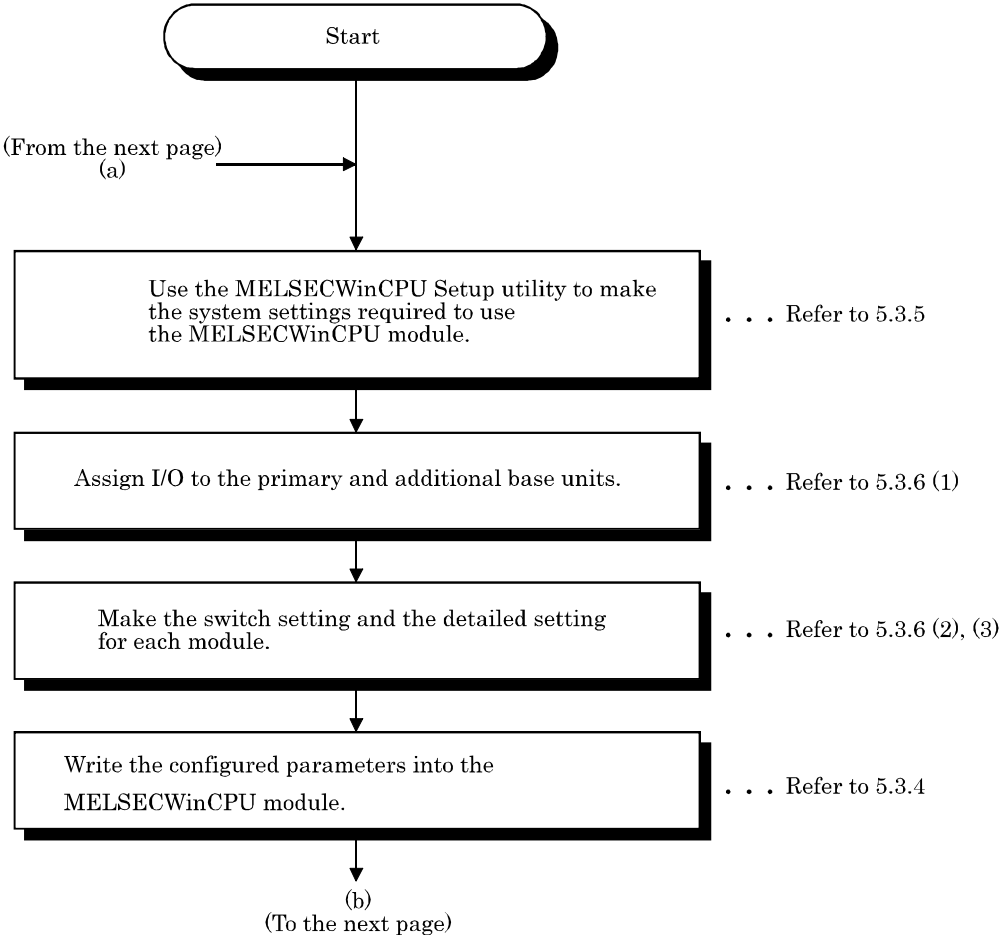 Start
(From the next page)
(a)
Use the MELSECWinCPU Setup utility to make
the system settings required to use
the MELSECWinCPU module.
. . . Refer to 5.3.5
Assign I/O to the primary and additional base units.
. . . Refer to 5.3.6 (1)
Make the switch setting and the detailed setting
for each module.
. . . Refer to 5.3.6 (2), (3)
Write the configured parameters into the
MELSECWinCPU module.
. . . Refer to 5.3.4
(b)
(To the next page)